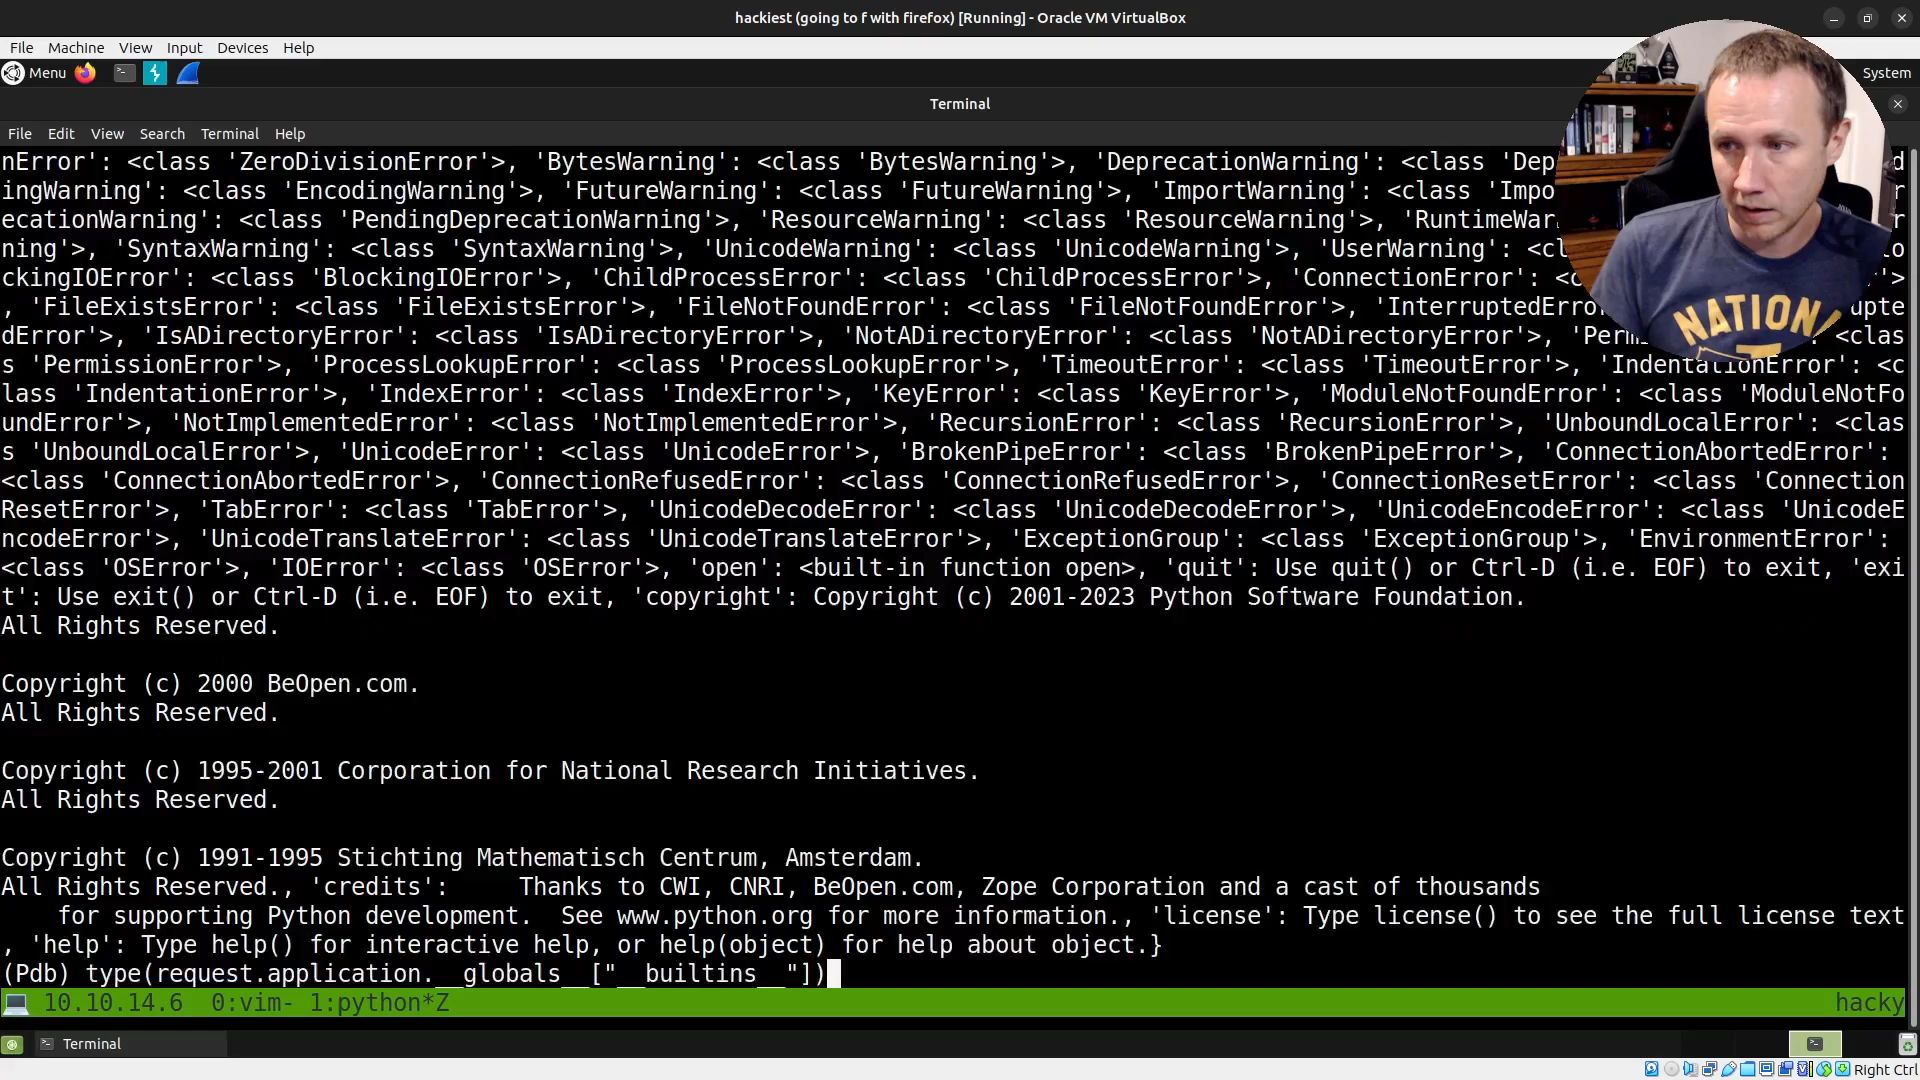 hackiest (going to f with firefox) [Running] - Oracle VM VirtualBox
File Machine View Input Devices Help
Menu System
Terminal
File Edit View Search Terminal Help
nError': <class 'ZeroDivisionError'>, 'BytesWarning': <class 'BytesWarning'>, 'DeprecationWarning': <class 'Dep d
ingWarning': <class 'EncodingWarning'>, 'FutureWarning': <class 'FutureWarning'>, 'ImportWarning': <class 'Impo r
ecationWarning': <class 'PendingDeprecationWarning'>, 'ResourceWarning': <class 'ResourceWarning'>, 'RuntimeWar r
ning'>, 'SyntaxWarning': <class 'SyntaxWarning'>, 'UnicodeWarning': <class 'UnicodeWarning'>, 'UserWarning': <cl o
ckingIOError': <class 'BlockingIOError'>, 'ChildProcessError': <class 'ChildProcessError'>, 'ConnectionError': <c '>
, 'FileExistsError': <class 'FileExistsError'>, 'FileNotFoundError': <class 'FileNotFoundError'>, 'InterruptedErro upte
dError'>, 'IsADirectoryError': <class 'IsADirectoryError'>, 'NotADirectoryError': <class 'NotADirectoryError'>, 'Perm <clas
s 'PermissionError'>, 'ProcessLookupError': <class 'ProcessLookupError'>, 'TimeoutError': <class 'TimeoutError'>, 'IndentationError': <c
lass 'IndentationError'>, 'IndexError': <class 'IndexError'>, 'KeyError': <class 'KeyError'>, 'ModuleNotFoundError': <class 'ModuleNotFo
undError'>, 'NotImplementedError': <class 'NotImplementedError'>, 'RecursionError': <class 'RecursionError'>, 'UnboundLocalError': <clas
s 'UnboundLocalError'>, 'UnicodeError': <class 'UnicodeError'>, 'BrokenPipeError': <class 'BrokenPipeError'>, 'ConnectionAbortedError':
<class 'ConnectionAbortedError'>, 'ConnectionRefusedError': <class 'ConnectionRefusedError'>, 'ConnectionResetError': <class 'Connection
ResetError'>, 'TabError': <class 'TabError'>, 'UnicodeDecodeError': <class 'UnicodeDecodeError'>, 'UnicodeEncodeError': <class 'UnicodeE
ncodeError'>, 'UnicodeTranslateError': <class 'UnicodeTranslateError'>, 'ExceptionGroup': <class 'ExceptionGroup'>, 'EnvironmentError':
<class 'OSError'>, 'IOError': <class 'OSError'>, 'open': <built-in function open>, 'quit': Use quit() or Ctrl-D (i.e. EOF) to exit, 'exi
t': Use exit() or Ctrl-D (i.e. EOF) to exit, 'copyright': Copyright (c) 2001-2023 Python Software Foundation.
All Rights Reserved.
Copyright (c) 2000 BeOpen.com.
All Rights Reserved.
Copyright (c) 1995-2001 Corporation for National Research Initiatives.
All Rights Reserved.
Copyright (c) 1991-1995 Stichting Mathematisch Centrum, Amsterdam.
All Rights Reserved., 'credits':     Thanks to CWI, CNRI, BeOpen.com, Zope Corporation and a cast of thousands
    for supporting Python development.  See www.python.org for more information., 'license': Type license() to see the full license text
, 'help': Type help() for interactive help, or help(object) for help about object.}
(Pdb) type(request.application.__globals__["__builtins__"])
10.10.14.6  0:vim- 1:python*Z hacky
Terminal
Right Ctrl